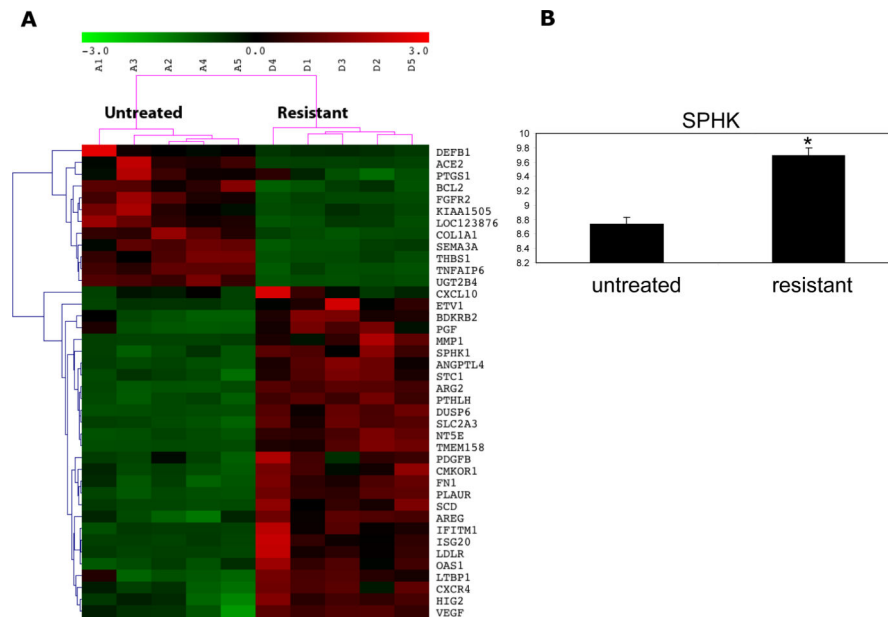 A
-3.0 0.0 3.0
A1 A3 A2 A4 A5 D4 D1 D3 D2 D5
Untreated Resistant
DEFB1
ACE2
PTGS1
BCL2
FGFR2
KIAA1505
LOC123876
COL1A1
SEMA3A
THBS1
TNFAIP6
UGT2B4
CXCL10
ETV1
BDKRB2
PGF
MMP1
SPHK1
ANGPTL4
STC1
ARG2
PTHLH
DUSP6
SLC2A3
NT5E
TMEM158
PDGFB
CMKOR1
FN1
PLAUR
SCD
AREG
IFITM1
ISG20
LDLR
OAS1
LTBP1
CXCR4
HIG2
VEGF
B
SPHK
10
9.8
9.6
9.4
9.2
9
8.8
8.6
8.4
8.2
*
untreated resistant